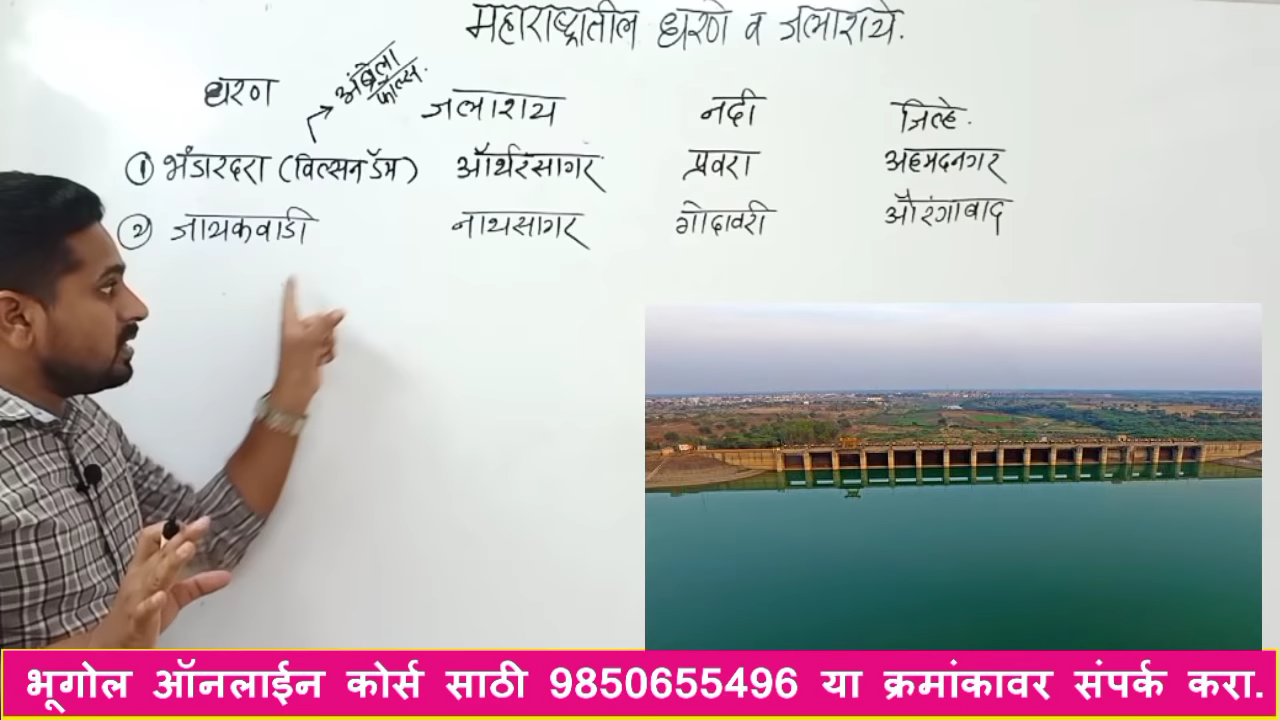 महाराष्ट्रातील धरणे व जलाशये.
धरण जलाशय नदी जिल्हे.
अंब्रेला फॉल्स.
① भंडारदरा (विल्सन डॅम) ऑर्थरसागर प्रवरा अहमदनगर
② जायकवाडी नाथसागर गोदावरी औरंगाबाद
भूगोल ऑनलाईन कोर्स साठी 9850655496 या क्रमांकावर संपर्क करा.